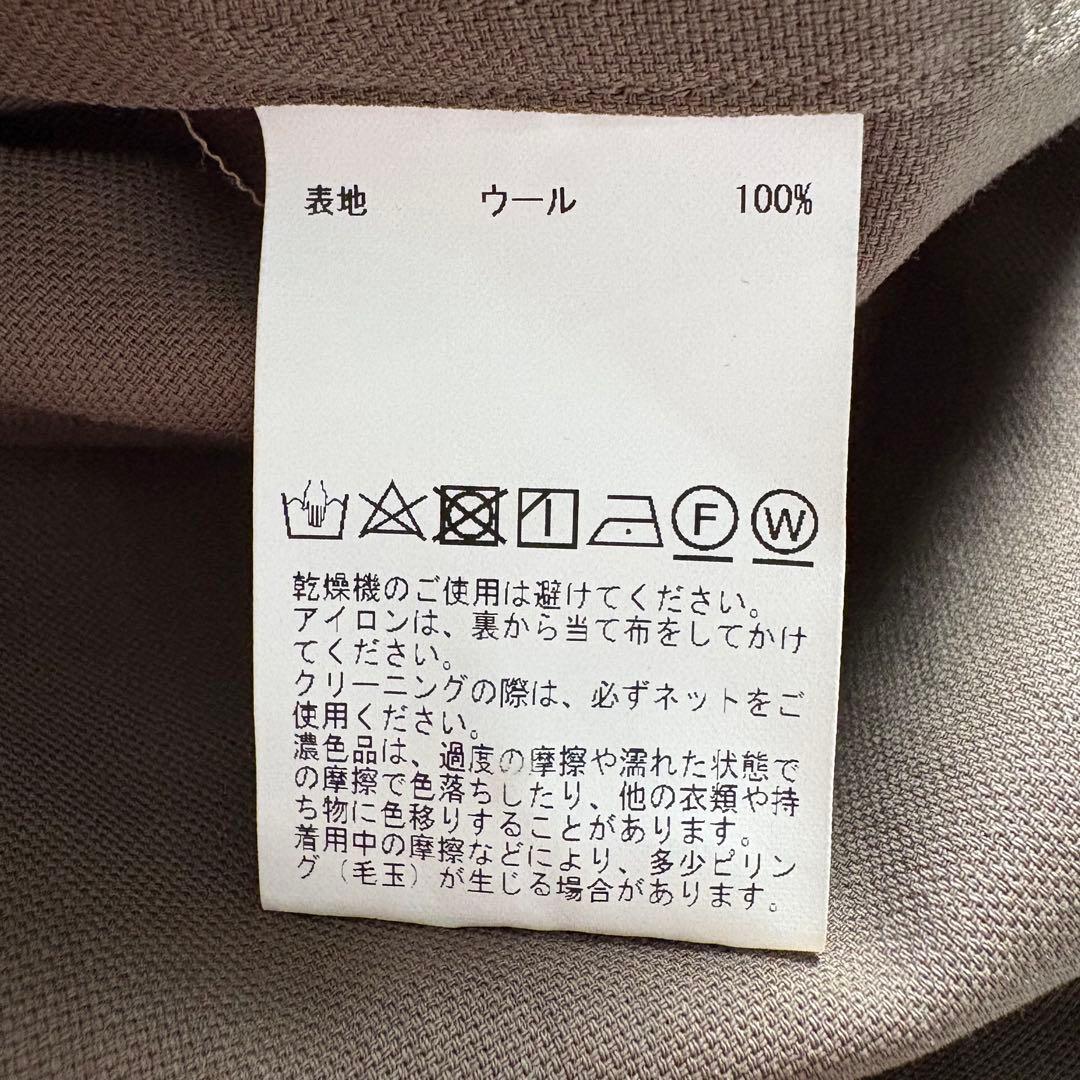 表地 ウール 100%
F W
乾燥機のご使用は避けてください。
アイロンは、裏から当て布をしてかけ
てください。
クリーニングの際は、必ずネットをご
使用ください。
濃色品は、過度の摩擦や濡れた状態で
の摩擦で色落ちしたり、他の衣類や持
ち物に色移りすることがあります。
着用中の摩擦などにより、多少ピリン
グ（毛玉）が生じる場合があります。